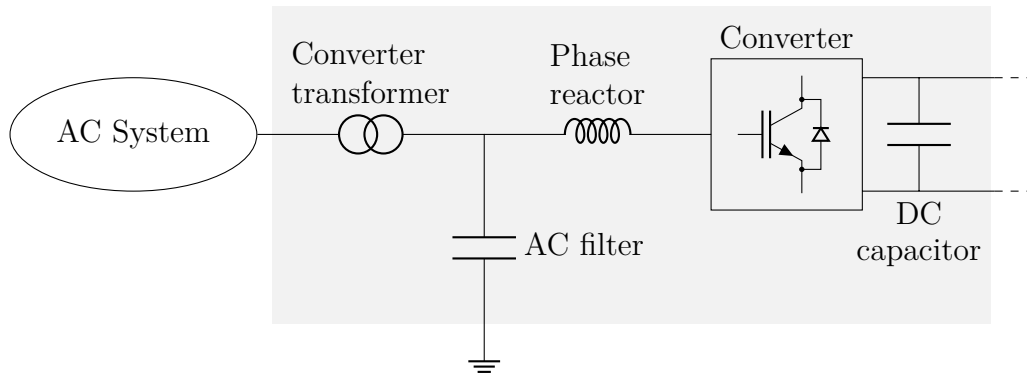 Converter
transformer
Phase
reactor
Converter
AC System
AC filter
DC
capacitor